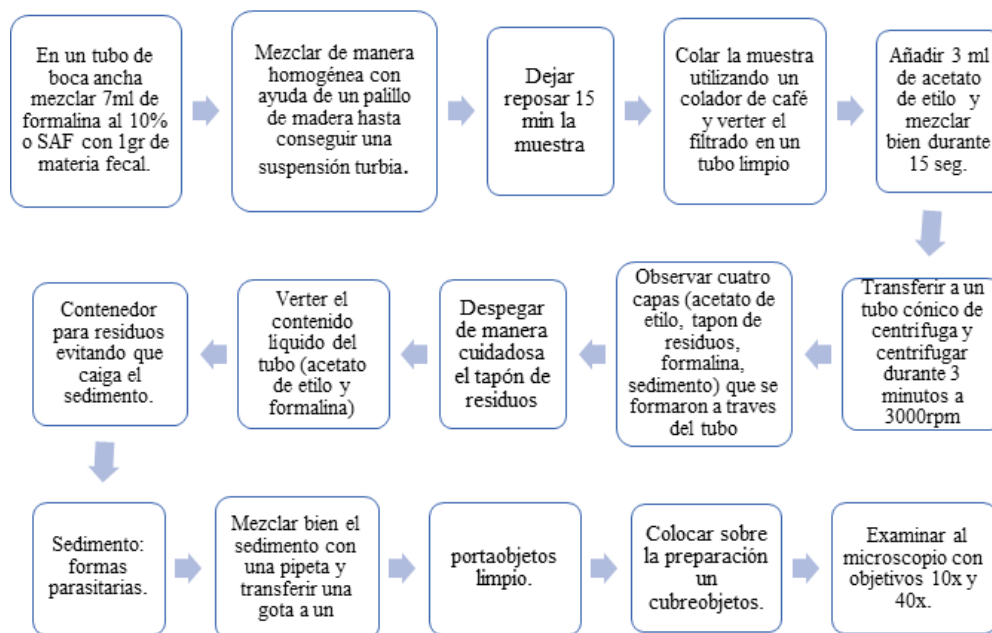 En un tubo de
boca ancha
mezclar 7ml de
formalina al 10%
o SAF con 1gr de
materia fecal.
Mezclar de manera
homogénea con
ayuda de un palillo
de madera hasta
conseguir una
suspensión turbia.
Dejar
reposar 15
min la
muestra
Colar la muestra
utilizando un
colador de café
y verter el
filtrado en un
tubo limpio
Añadir 3 ml
de acetato
de etilo y
mezclar
bien durante
15 seg.
Transferir a un
tubo cónico de
centrifuga y
centrifugar
durante 3
minutos a
3000rpm
Observar cuatro
capas (acetato de
etilo, tapon de
residuos,
formalina,
sedimento) que se
formaron a traves
del tubo
Despegar
de manera
cuidadosa
el tapón de
residuos
Verter el
contenido
liquido del
tubo (acetato
de etilo y
formalina)
Contenedor
para residuos
evitando que
caiga el
sedimento.
Sedimento:
formas
parasitarias.
Mezclar bien el
sedimento con
una pipeta y
transferir una
gota a un
portaobjetos
limpio.
Colocar sobre
la preparación
un
cubreobjetos.
Examinar al
microscopio con
objetivos 10x y
40x.